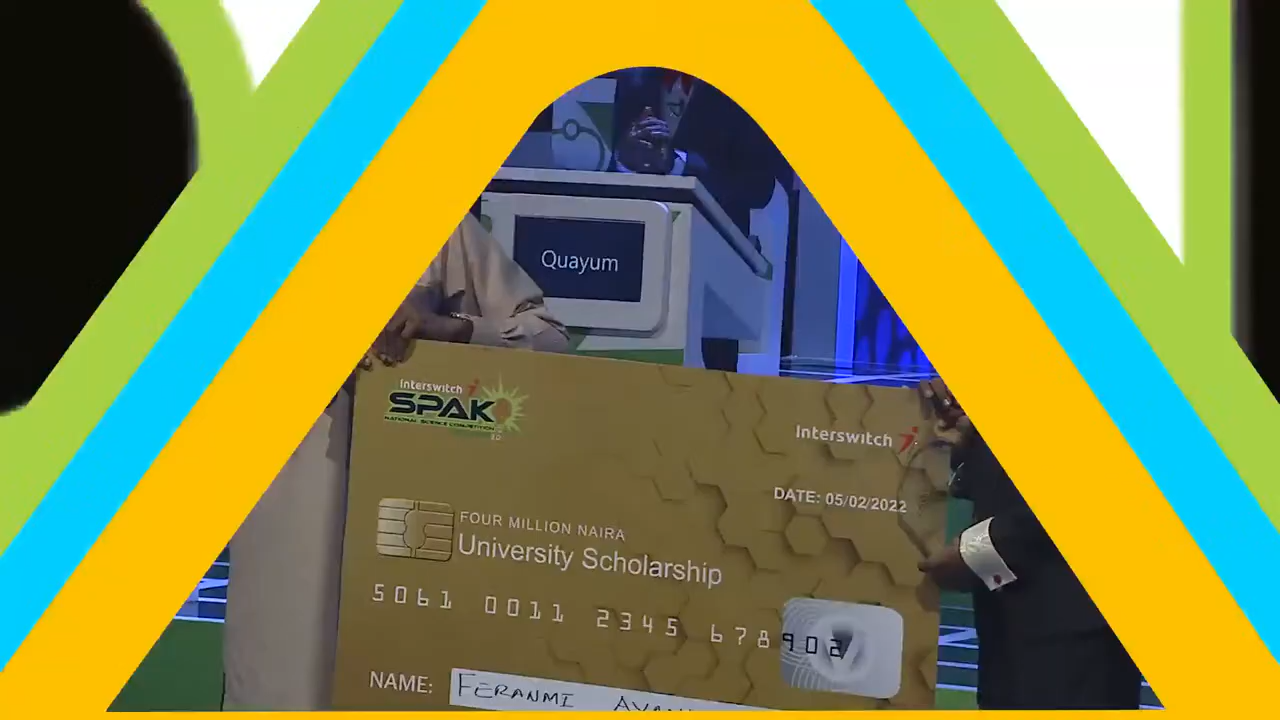 Quayum
Interswitch
SPAK
NATIONAL SCIENCE COMPETITION
Interswitch
DATE: 05/02/2022
FOUR MILLION NAIRA
University Scholarship
5061 0011 2345 678902
NAME: FERANMI